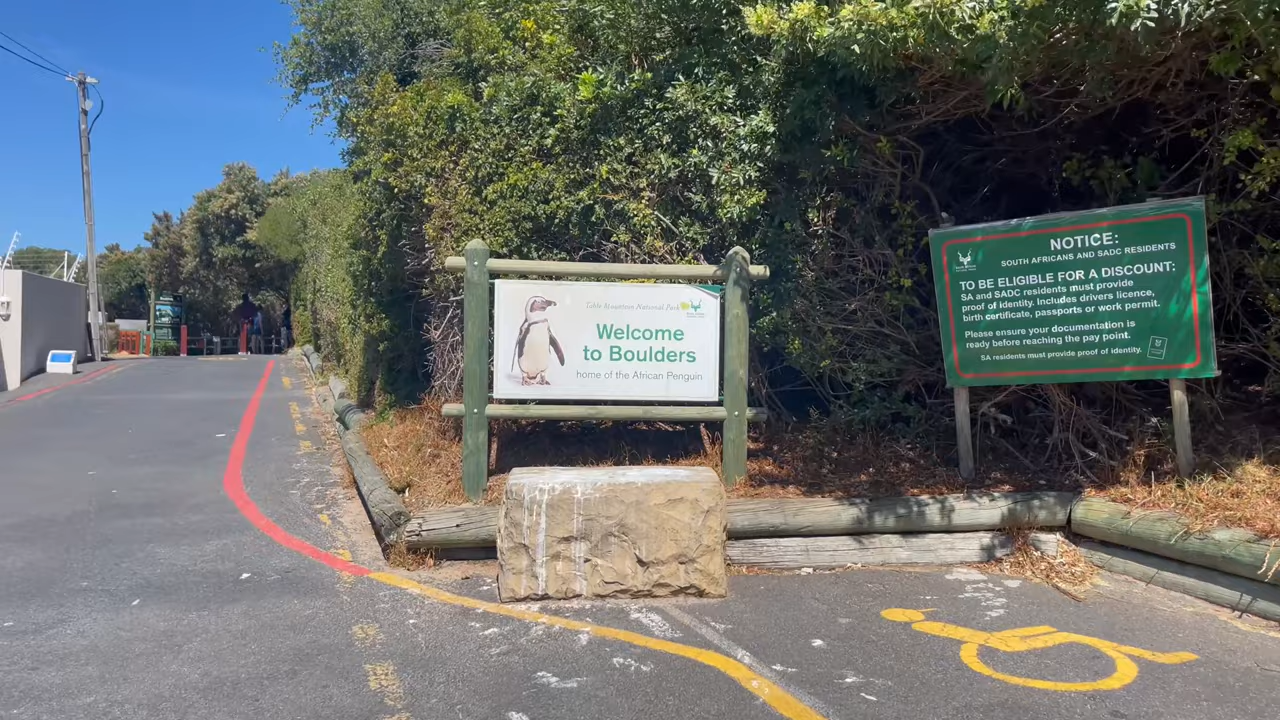 Table Mountain National Park
Welcome
to Boulders
home of the African Penguin
NOTICE:
SOUTH AFRICANS AND SADC RESIDENTS
TO BE ELIGIBLE FOR A DISCOUNT:
SA and SADC residents must provide
proof of identity. Includes drivers licence,
birth certificate, passports or work permit.
Please ensure your documentation is
ready before reaching the pay point.
SA residents must provide proof of identity.